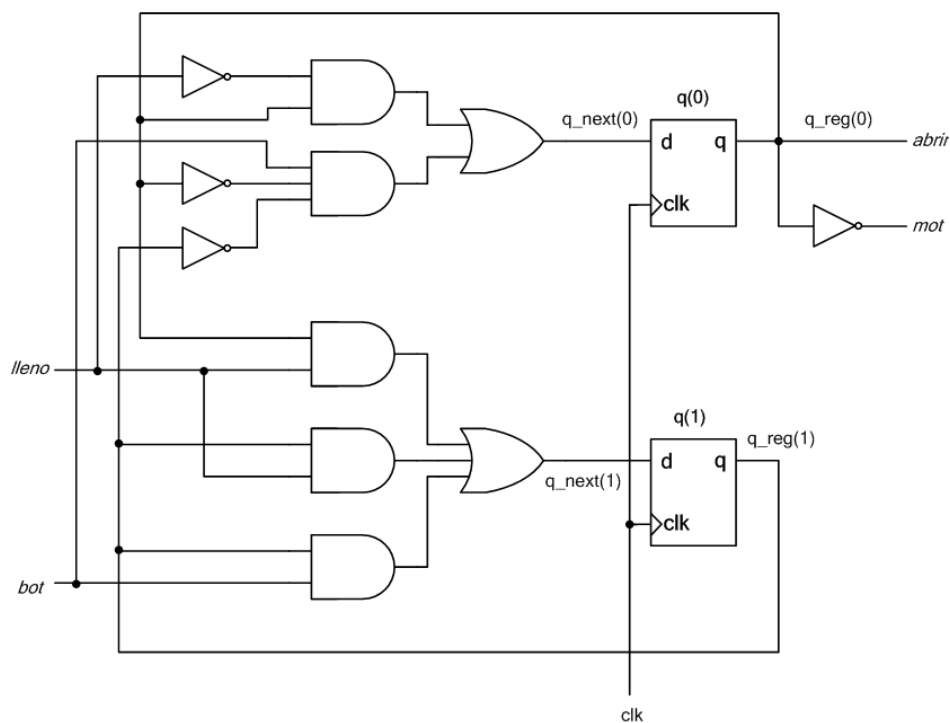 q(0)
q_next(0)
d
q
q_reg(0)
abrir
clk
mot
lleno
q(1)
q_reg(1)
d
q
q_next(1)
clk
bot
clk